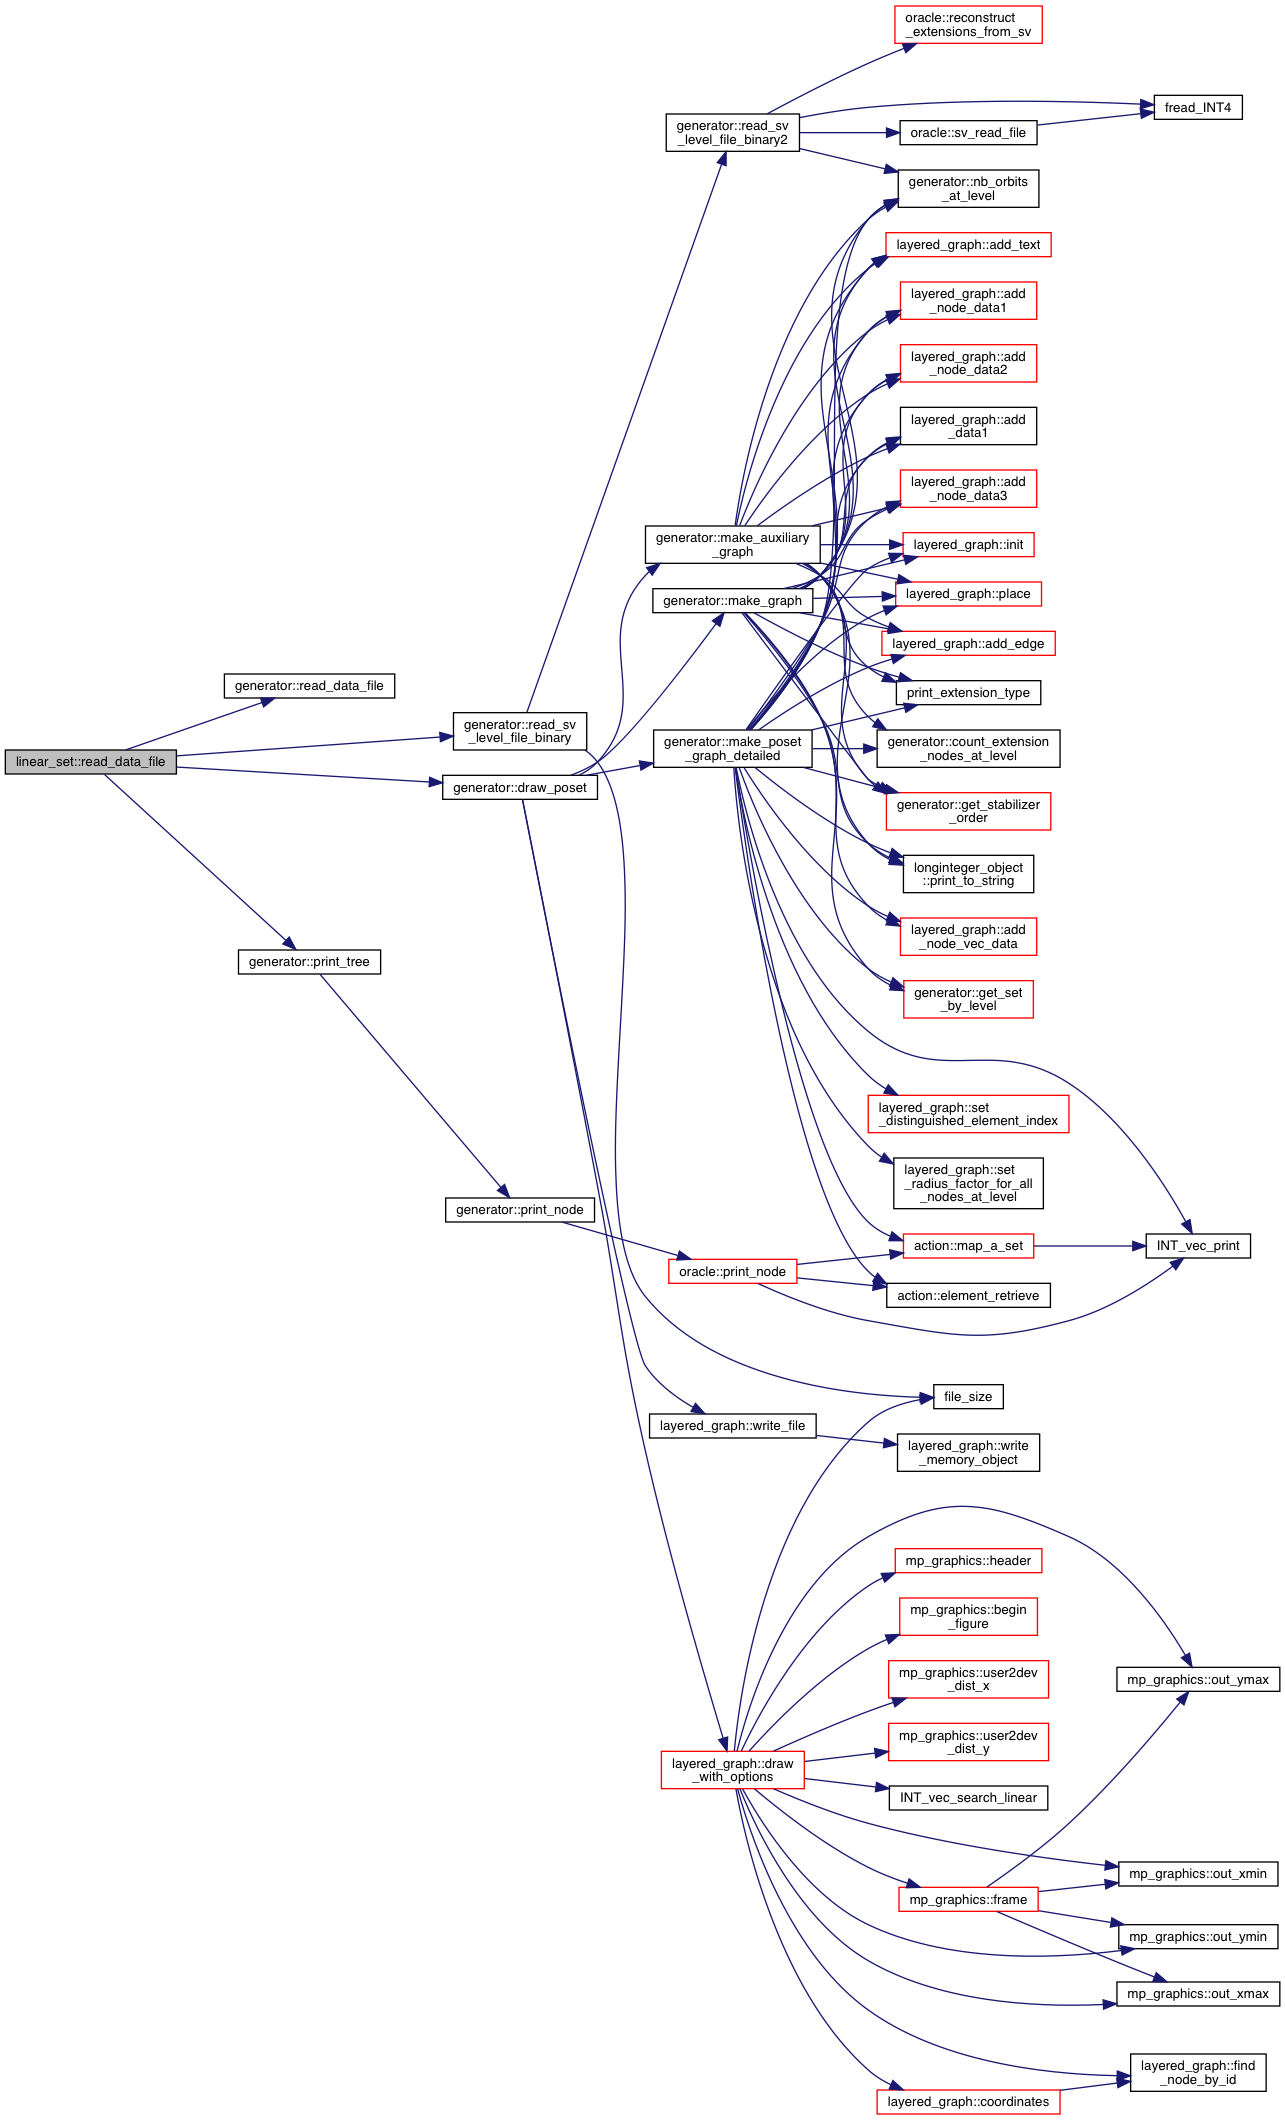 oracle::reconstruct
_extensions_from_sv
fread_INT4
generator::read_sv
_level_file_binary2
oracle::sv_read_file
generator::nb_orbits
_at_level
layered_graph::add_text
layered_graph::add
_node_data1
layered_graph::add
_node_data2
layered_graph::add
_data1
layered_graph::add
_node_data3
generator::make_auxiliary
_graph
layered_graph::init
layered_graph::place
generator::make_graph
layered_graph::add_edge
generator::read_data_file
print_extension_type
generator::read_sv
_level_file_binary
generator::make_poset
_graph_detailed
generator::count_extension
_nodes_at_level
linear_set::read_data_file
generator::draw_poset
generator::get_stabilizer
_order
longinteger_object
::print_to_string
layered_graph::add
_node_vec_data
generator::print_tree
generator::get_set
_by_level
layered_graph::set
_distinguished_element_index
layered_graph::set
_radius_factor_for_all
_nodes_at_level
generator::print_node
action::map_a_set
INT_vec_print
oracle::print_node
action::element_retrieve
file_size
layered_graph::write_file
layered_graph::write
_memory_object
mp_graphics::header
mp_graphics::begin
_figure
mp_graphics::user2dev
_dist_x
mp_graphics::out_ymax
mp_graphics::user2dev
_dist_y
layered_graph::draw
_with_options
INT_vec_search_linear
mp_graphics::out_xmin
mp_graphics::frame
mp_graphics::out_ymin
mp_graphics::out_xmax
layered_graph::find
_node_by_id
layered_graph::coordinates